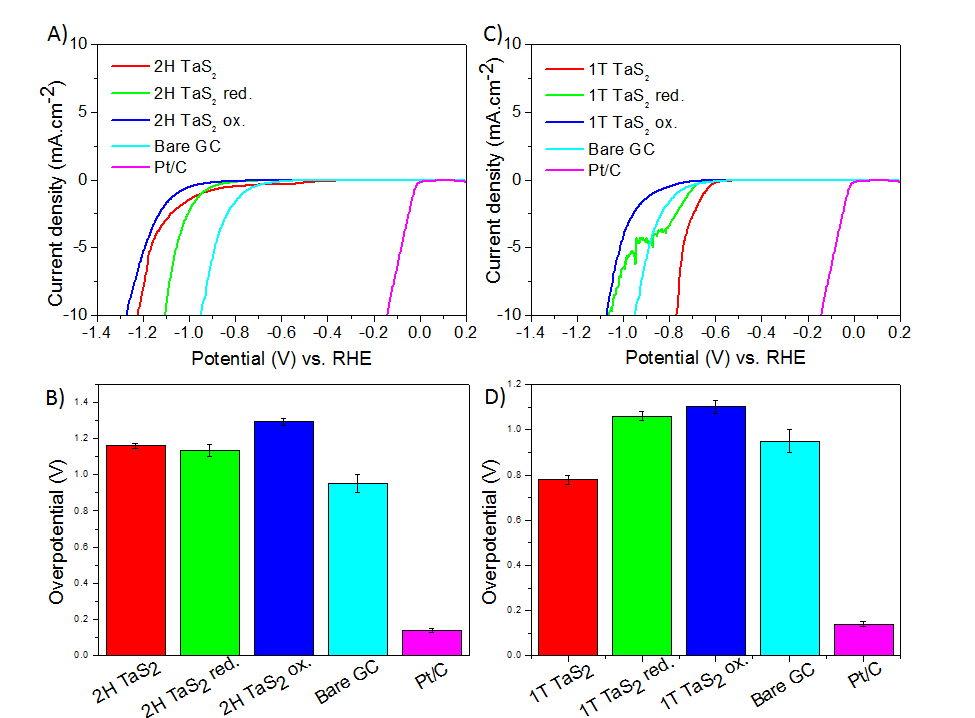 A)
10
5
0
-5
-10
Current density (mA.cm-2)
2H TaS2
2H TaS2 red.
2H TaS2 ox.
Bare GC
Pt/C
-1.4 -1.2 -1.0 -0.8 -0.6 -0.4 -0.2 0.0 0.2
Potential (V) vs. RHE
C)
10
5
0
-5
-10
Current density (mA.cm-2)
1T TaS2
1T TaS2 red.
1T TaS2 ox.
Bare GC
Pt/C
-1.4 -1.2 -1.0 -0.8 -0.6 -0.4 -0.2 0.0 0.2
Potential (V) vs. RHE
B)
1.4
1.2
1.0
0.8
0.6
0.4
0.2
0.0
Overpotential (V)
2H TaS2
2H TaS2 red.
2H TaS2 ox.
Bare GC
Pt/C
D)
1.2
1.0
0.8
0.6
0.4
0.2
0.0
Overpotential (V)
1T TaS2
1T TaS2 red.
1T TaS2 ox.
Bare GC
Pt/C